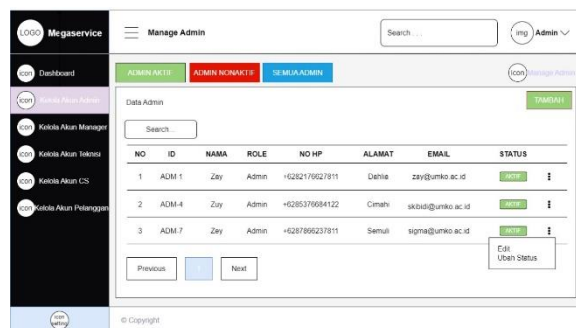 LOGO Megaservice
Manage Admin
Search . . .
img Admin
icon Dashboard
icon Kelola Akun Admin
icon Kelola Akun Manager
icon Kelola Akun Teknisi
icon Kelola Akun CS
icon Kelola Akun Pelanggan
icon setting
ADMIN AKTIF ADMIN NONAKTIF SEMUA ADMIN
icon Manage Admin
Data Admin
TAMBAH
Search...
NO ID NAMA ROLE NO HP ALAMAT EMAIL STATUS
1 ADM-1 Zay Admin +6282176627811 Dahlia zay@umko.ac.id AKTIF
2 ADM-4 Zuy Admin +6285376684122 Cimahi skibidi@umko.ac.id AKTIF
3 ADM-7 Zey Admin +6287866237811 Semuli sigma@umko.ac.id AKTIF
Edit
Ubah Status
Previous 1 Next
© Copyright